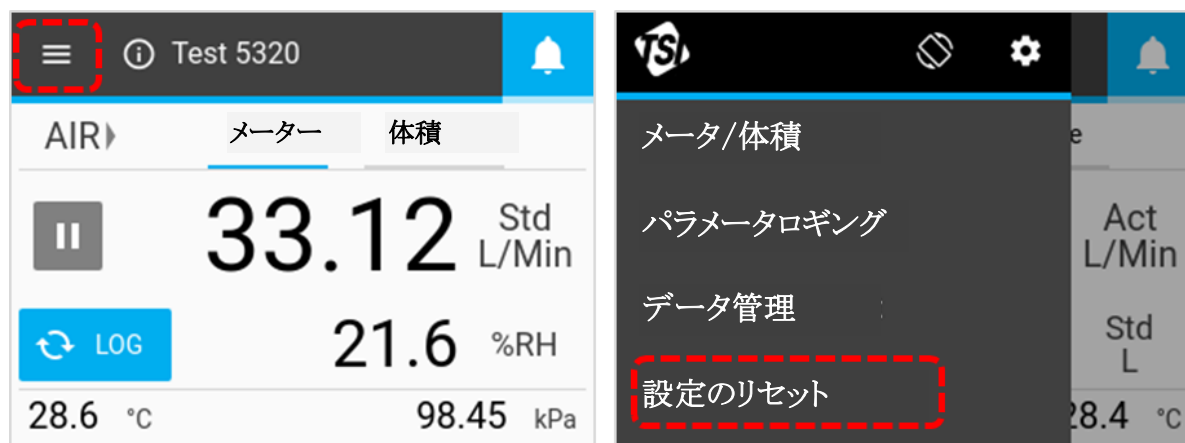 Test 5320
AIR
メーター 体積
33.12 Std L/Min
LOG
21.6 %RH
28.6 °C 98.45 kPa
TSI
メータ/体積
パラメータロギング
データ管理
設定のリセット
e
Act
L/Min
Std
L
28.4 °C